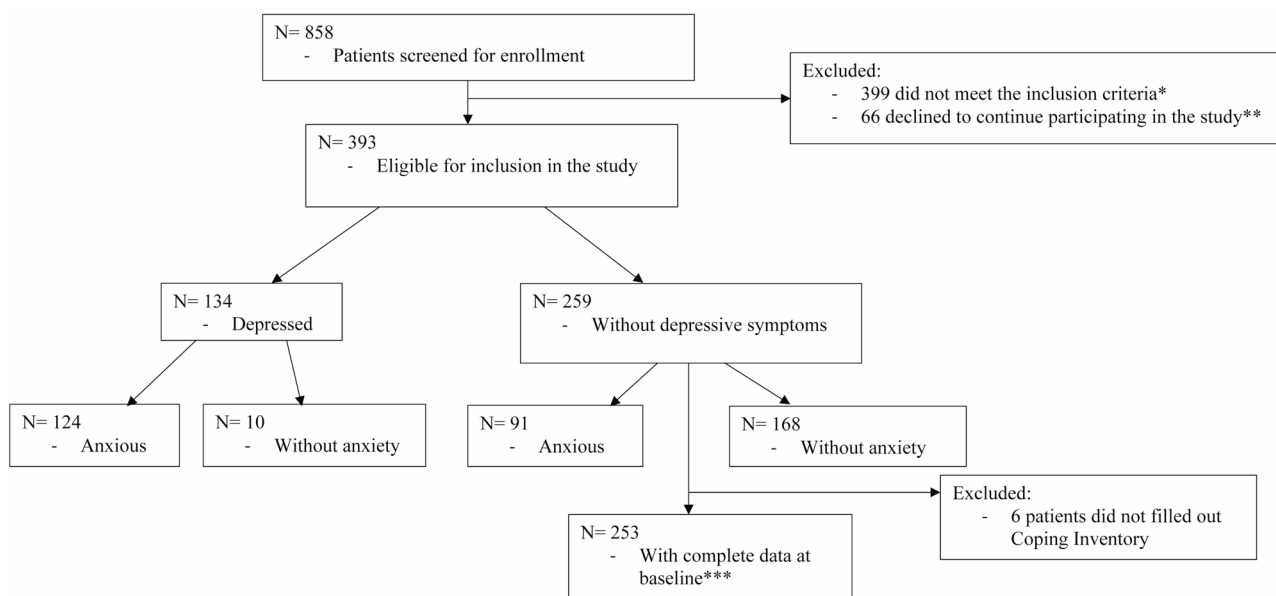 N= 858
- Patients screened for enrollment
Excluded:
- 399 did not meet the inclusion criteria*
- 66 declined to continue participating in the study**
N= 393
- Eligible for inclusion in the study
N= 134
- Depressed
N= 259
- Without depressive symptoms
N= 124
- Anxious
N= 10
- Without anxiety
N= 91
- Anxious
N= 168
- Without anxiety
Excluded:
- 6 patients did not filled out
Coping Inventory
N= 253
- With complete data at
baseline***